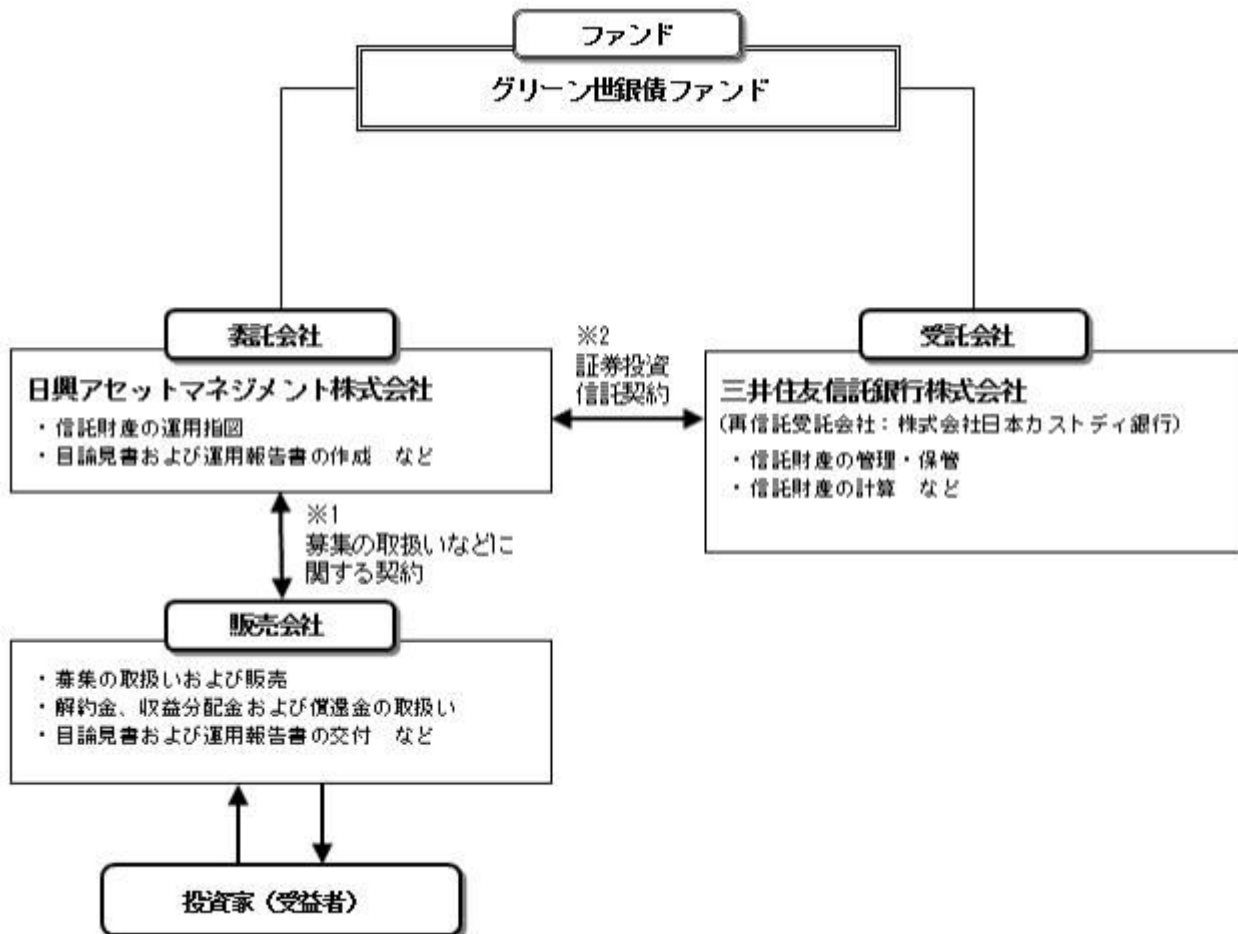 ファンド
グリーン世銀債ファンド
委託会社
日興アセットマネジメント株式会社
・信託財産の運用指図
・目論見書および運用報告書の作成　など
※2
証券投資
信託契約
受託会社
三井住友信託銀行株式会社
(再信託受託会社：株式会社日本カストディ銀行)
・信託財産の管理・保管
・信託財産の計算　など
※1
募集の取扱いなどに
関する契約
販売会社
・募集の取扱いおよび販売
・解約金、収益分配金および償還金の取扱い
・目論見書および運用報告書の交付　など
投資家（受益者）